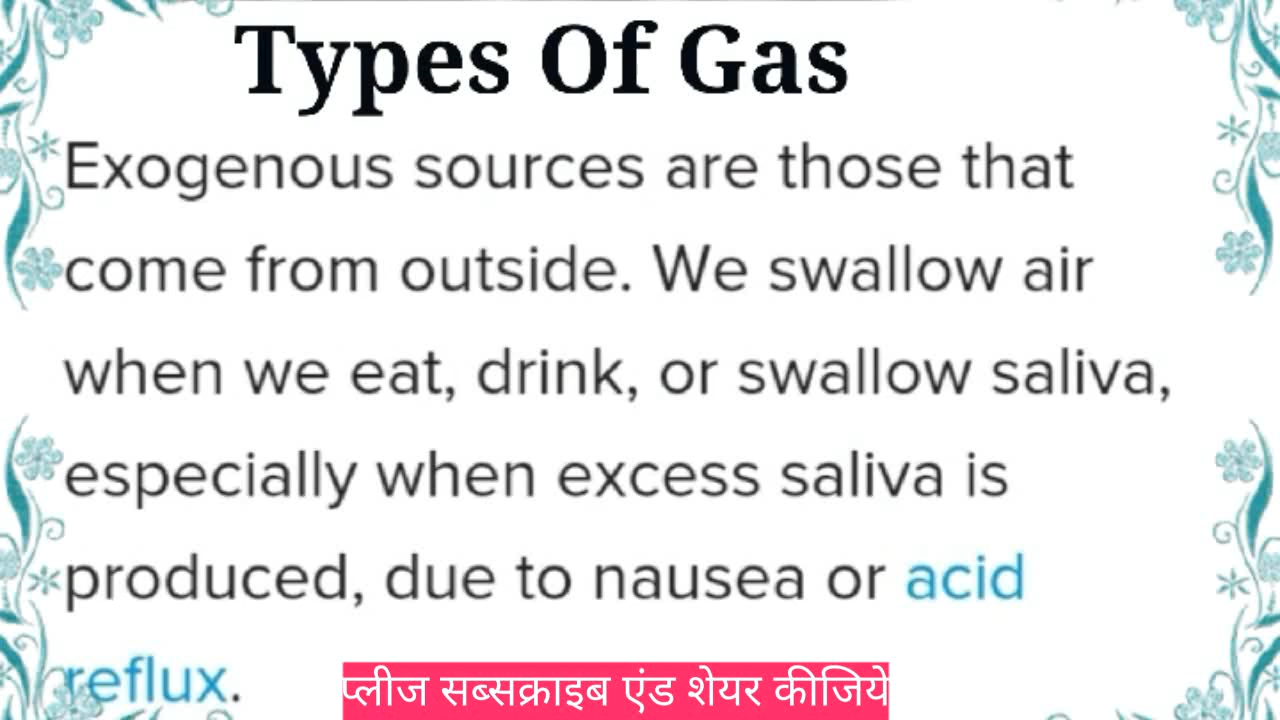 Types Of Gas
Exogenous sources are those that
come from outside. We swallow air
when we eat, drink, or swallow saliva,
especially when excess saliva is
produced, due to nausea or acid
reflux.
प्लीज सब्सक्राइब एंड शेयर कीजिये